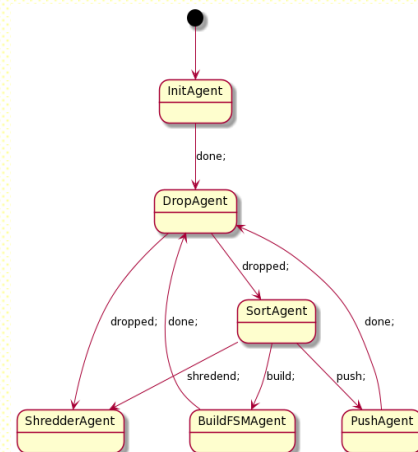 InitAgent
done;
DropAgent
dropped;
SortAgent
dropped; done; done;
shredend; build; push;
ShredderAgent BuildFSMAgent PushAgent